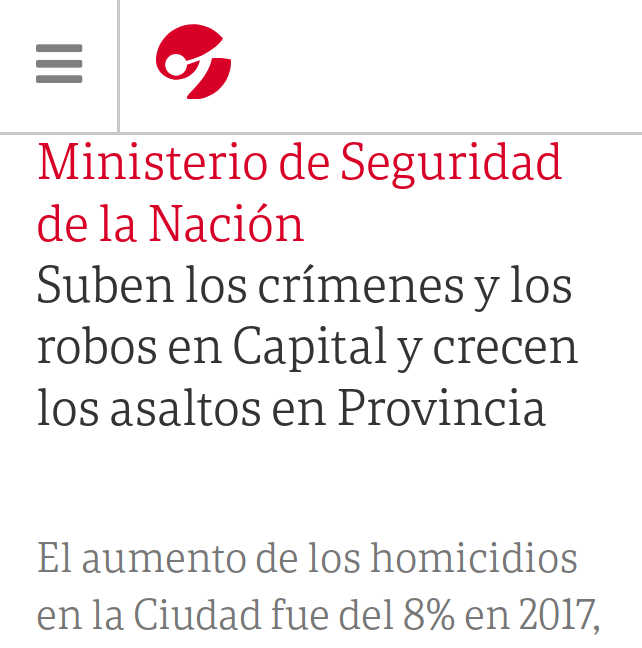 Ministerio de Seguridad
de la Nación
Suben los crímenes y los
robos en Capital y crecen
los asaltos en Provincia
El aumento de los homicidios
en la Ciudad fue del 8% en 2017,